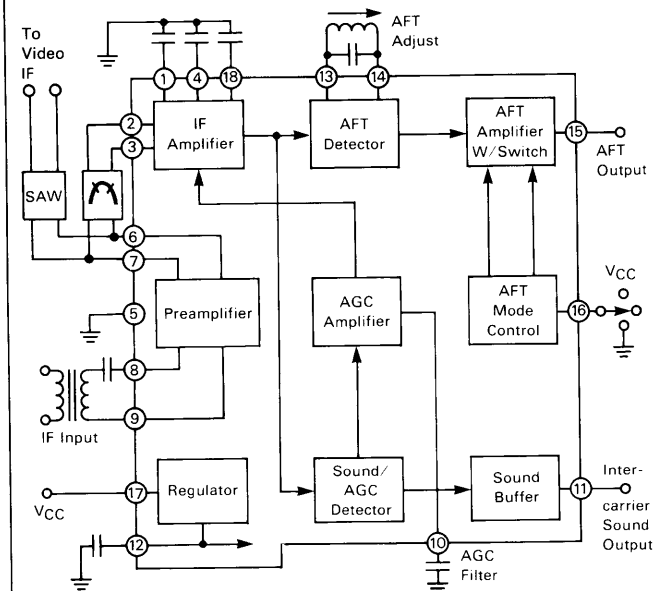 To
Video
IF
AFT
Adjust
1
4
18
13
14
2
3
IF
Amplifier
AFT
Detector
AFT
Amplifier
W/Switch
15
AFT
Output
SAW
6
7
5
Preamplifier
AGC
Amplifier
AFT
Mode
Control
16
VCC
8
9
IF Input
17
VCC
Regulator
Sound/
AGC
Detector
Sound
Buffer
11
Inter-
carrier
Sound
Output
12
10
AGC
Filter